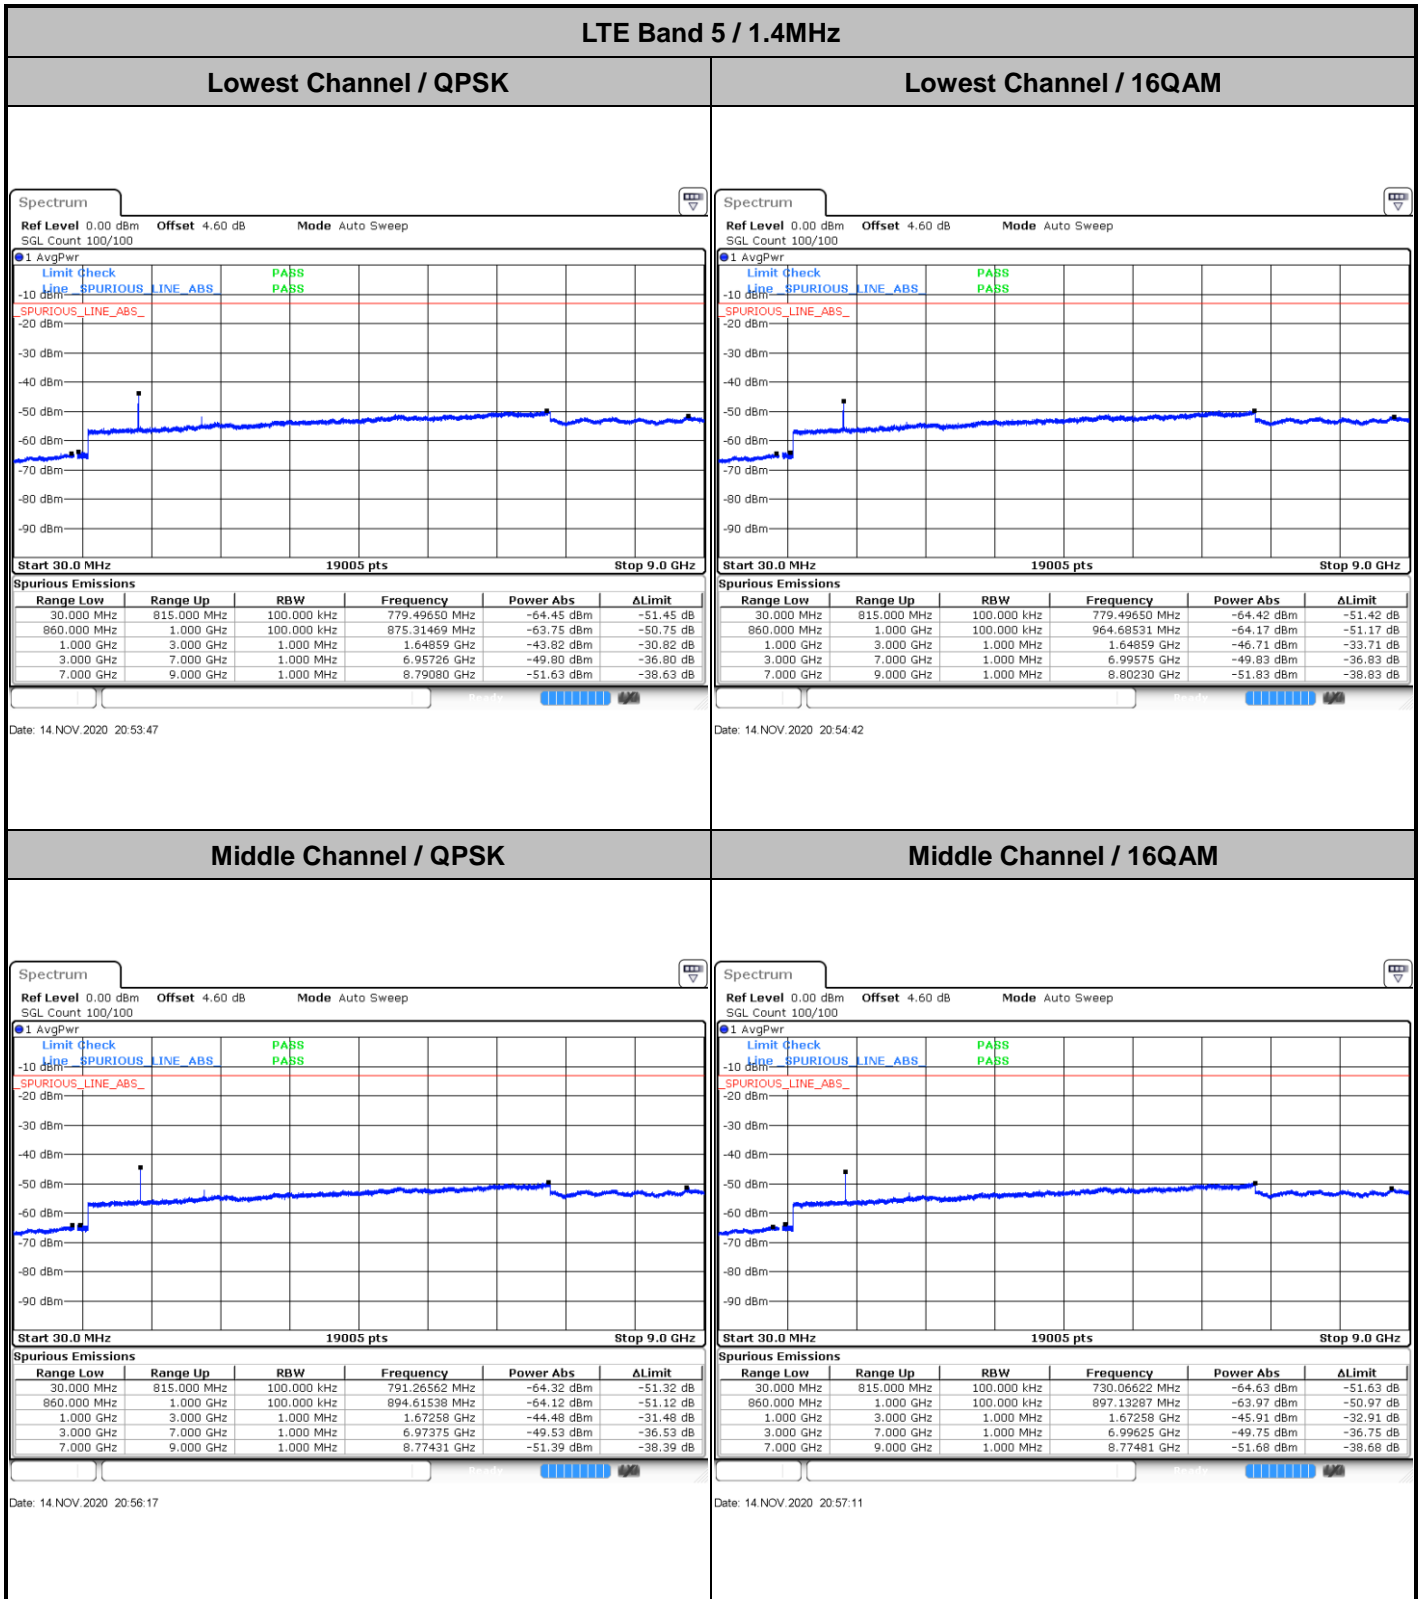 LTE Band 5 / 1.4MHz
Lowest Channel / QPSK
Lowest Channel / 16QAM
Spectrum
Ref Level 0.00 dBm Offset 4.60 dB Mode Auto Sweep
SGL Count 100/100
1 AvgPwr
Limit Check PASS
Line _SPURIOUS_LINE_ABS_ PASS
-10 dBm
_SPURIOUS_LINE_ABS_
-20 dBm
-30 dBm
-40 dBm
-50 dBm
-60 dBm
-70 dBm
-80 dBm
-90 dBm
Start 30.0 MHz 19005 pts Stop 9.0 GHz
Spurious Emissions
Range Low Range Up RBW Frequency Power Abs ΔLimit
30.000 MHz 815.000 MHz 100.000 kHz 779.49650 MHz -64.45 dBm -51.45 dB
860.000 MHz 1.000 GHz 100.000 kHz 875.31469 MHz -63.75 dBm -50.75 dB
1.000 GHz 3.000 GHz 1.000 MHz 1.64859 GHz -43.82 dBm -30.82 dB
3.000 GHz 7.000 GHz 1.000 MHz 6.95726 GHz -49.80 dBm -36.80 dB
7.000 GHz 9.000 GHz 1.000 MHz 8.79080 GHz -51.63 dBm -38.63 dB
Ready
Date: 14.NOV.2020 20:53:47
Spectrum
Ref Level 0.00 dBm Offset 4.60 dB Mode Auto Sweep
SGL Count 100/100
1 AvgPwr
Limit Check PASS
Line _SPURIOUS_LINE_ABS_ PASS
-10 dBm
_SPURIOUS_LINE_ABS_
-20 dBm
-30 dBm
-40 dBm
-50 dBm
-60 dBm
-70 dBm
-80 dBm
-90 dBm
Start 30.0 MHz 19005 pts Stop 9.0 GHz
Spurious Emissions
Range Low Range Up RBW Frequency Power Abs ΔLimit
30.000 MHz 815.000 MHz 100.000 kHz 779.49650 MHz -64.42 dBm -51.42 dB
860.000 MHz 1.000 GHz 100.000 kHz 964.68531 MHz -64.17 dBm -51.17 dB
1.000 GHz 3.000 GHz 1.000 MHz 1.64859 GHz -46.71 dBm -33.71 dB
3.000 GHz 7.000 GHz 1.000 MHz 6.99575 GHz -49.83 dBm -36.83 dB
7.000 GHz 9.000 GHz 1.000 MHz 8.80230 GHz -51.83 dBm -38.83 dB
Ready
Date: 14.NOV.2020 20:54:42
Middle Channel / QPSK
Middle Channel / 16QAM
Spectrum
Ref Level 0.00 dBm Offset 4.60 dB Mode Auto Sweep
SGL Count 100/100
1 AvgPwr
Limit Check PASS
Line _SPURIOUS_LINE_ABS_ PASS
-10 dBm
_SPURIOUS_LINE_ABS_
-20 dBm
-30 dBm
-40 dBm
-50 dBm
-60 dBm
-70 dBm
-80 dBm
-90 dBm
Start 30.0 MHz 19005 pts Stop 9.0 GHz
Spurious Emissions
Range Low Range Up RBW Frequency Power Abs ΔLimit
30.000 MHz 815.000 MHz 100.000 kHz 791.26562 MHz -64.32 dBm -51.32 dB
860.000 MHz 1.000 GHz 100.000 kHz 894.61538 MHz -64.12 dBm -51.12 dB
1.000 GHz 3.000 GHz 1.000 MHz 1.67258 GHz -44.48 dBm -31.48 dB
3.000 GHz 7.000 GHz 1.000 MHz 6.97375 GHz -49.53 dBm -36.53 dB
7.000 GHz 9.000 GHz 1.000 MHz 8.77431 GHz -51.39 dBm -38.39 dB
Ready
Date: 14.NOV.2020 20:56:17
Spectrum
Ref Level 0.00 dBm Offset 4.60 dB Mode Auto Sweep
SGL Count 100/100
1 AvgPwr
Limit Check PASS
Line _SPURIOUS_LINE_ABS_ PASS
-10 dBm
_SPURIOUS_LINE_ABS_
-20 dBm
-30 dBm
-40 dBm
-50 dBm
-60 dBm
-70 dBm
-80 dBm
-90 dBm
Start 30.0 MHz 19005 pts Stop 9.0 GHz
Spurious Emissions
Range Low Range Up RBW Frequency Power Abs ΔLimit
30.000 MHz 815.000 MHz 100.000 kHz 730.06622 MHz -64.63 dBm -51.63 dB
860.000 MHz 1.000 GHz 100.000 kHz 897.13287 MHz -63.97 dBm -50.97 dB
1.000 GHz 3.000 GHz 1.000 MHz 1.67258 GHz -45.91 dBm -32.91 dB
3.000 GHz 7.000 GHz 1.000 MHz 6.99625 GHz -49.75 dBm -36.75 dB
7.000 GHz 9.000 GHz 1.000 MHz 8.77481 GHz -51.68 dBm -38.68 dB
Ready
Date: 14.NOV.2020 20:57:11